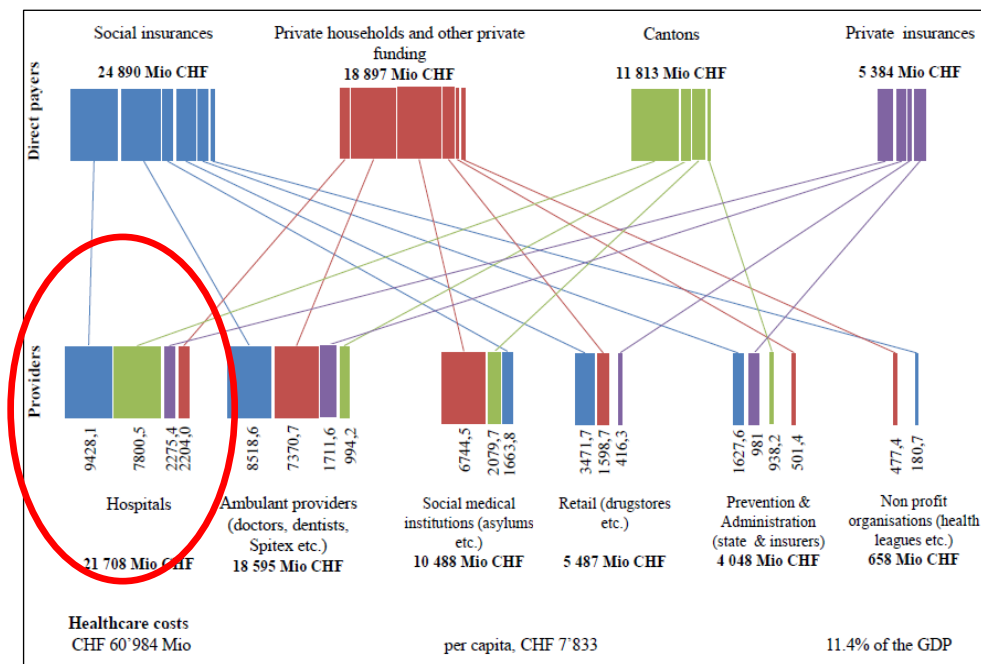 Social insurances
24 890 Mio CHF
Private households and other private
funding
18 897 Mio CHF
Cantons
11 813 Mio CHF
Private insurances
5 384 Mio CHF
Direct payers
Providers
9428,1
7800,5
2275,4
2204,0
8518,6
7370,7
1711,6
994,2
6744,5
2079,7
1663,8
3471,7
1598,7
416,3
1627,6
981
938,2
501,4
477,4
180,7
Hospitals
21 708 Mio CHF
Ambulant providers
(doctors, dentists,
Spitex etc.)
18 595 Mio CHF
Social medical
institutions (asylums
etc.)
10 488 Mio CHF
Retail (drugstores
etc.)
5 487 Mio CHF
Prevention &
Administration
(state & insurers)
4 048 Mio CHF
Non profit
organisations (health
leagues etc.)
658 Mio CHF
Healthcare costs
CHF 60’984 Mio
per capita, CHF 7’833
11.4% of the GDP